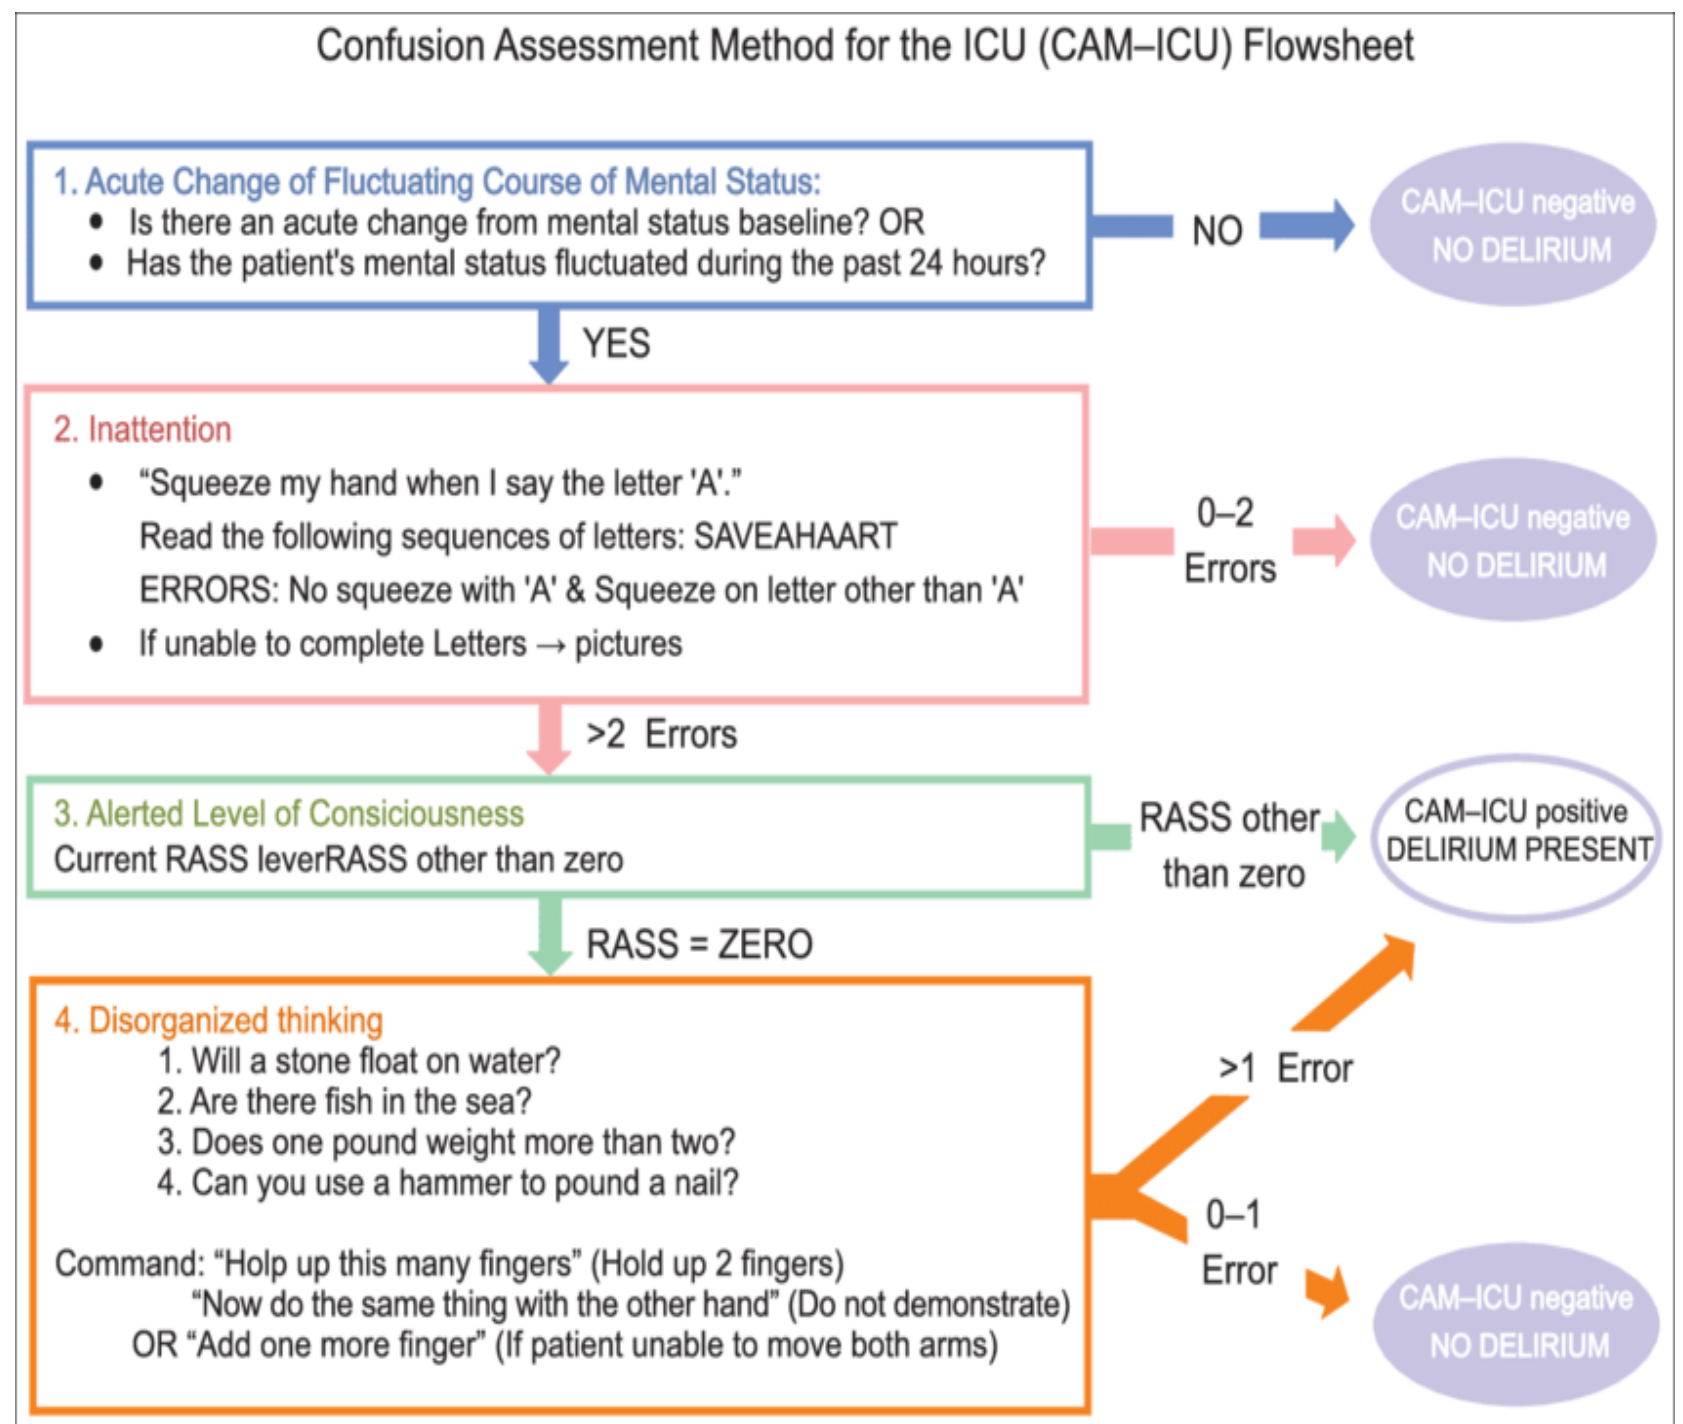 Confusion Assessment Method for the ICU (CAM–ICU) Flowsheet
1. Acute Change of Fluctuating Course of Mental Status:
• Is there an acute change from mental status baseline? OR
• Has the patient's mental status fluctuated during the past 24 hours?
NO
CAM–ICU negative
NO DELIRIUM
YES
2. Inattention
• “Squeeze my hand when I say the letter 'A'.”
Read the following sequences of letters: SAVEAHAART
ERRORS: No squeeze with 'A' & Squeeze on letter other than 'A'
• If unable to complete Letters → pictures
0–2
Errors
CAM–ICU negative
NO DELIRIUM
>2 Errors
3. Alerted Level of Consiciousness
Current RASS leverRASS other than zero
RASS other
than zero
CAM–ICU positive
DELIRIUM PRESENT
RASS = ZERO
4. Disorganized thinking
1. Will a stone float on water?
2. Are there fish in the sea?
3. Does one pound weight more than two?
4. Can you use a hammer to pound a nail?
Command: “Holp up this many fingers” (Hold up 2 fingers)
“Now do the same thing with the other hand” (Do not demonstrate)
OR “Add one more finger” (If patient unable to move both arms)
>1 Error
0–1
Error
CAM–ICU negative
NO DELIRIUM